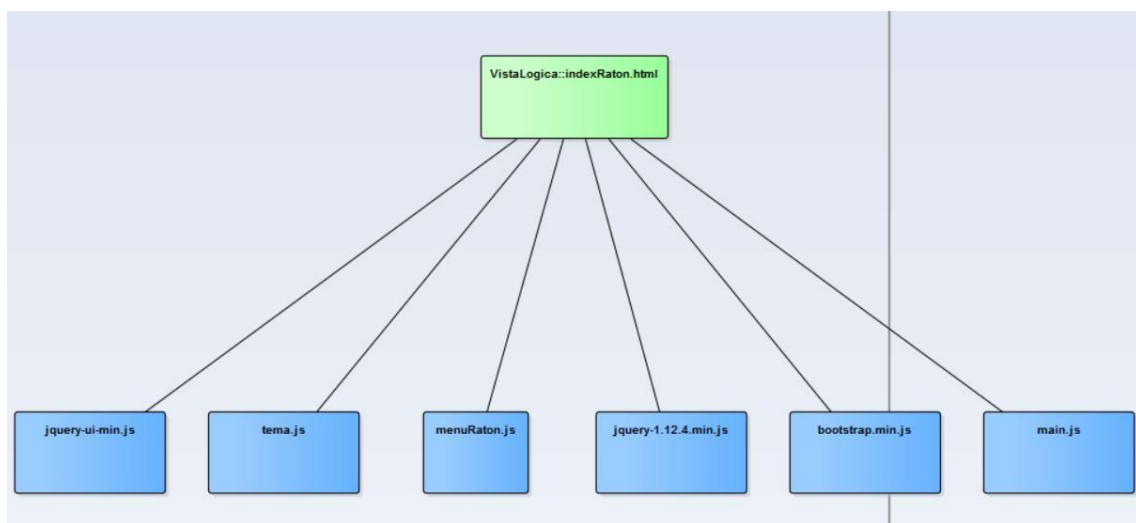 VistaLogica::indexRaton.html
jquery-ui-min.js
tema.js
menuRaton.js
jquery-1.12.4.min.js
bootstrap.min.js
main.js